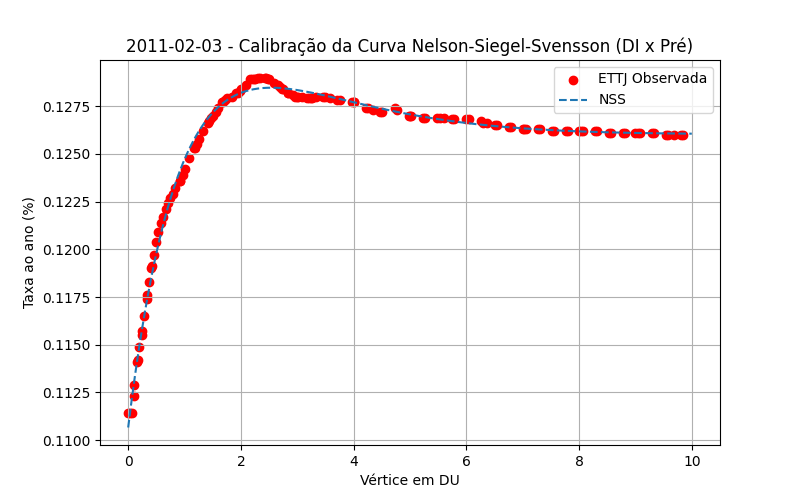 2011-02-03 - Calibração da Curva Nelson-Siegel-Svensson (DI x Pré)
ETTJ Observada
NSS
Taxa ao ano (%)
0.1275
0.1250
0.1225
0.1200
0.1175
0.1150
0.1125
0.1100
0 2 4 6 8 10
Vértice em DU